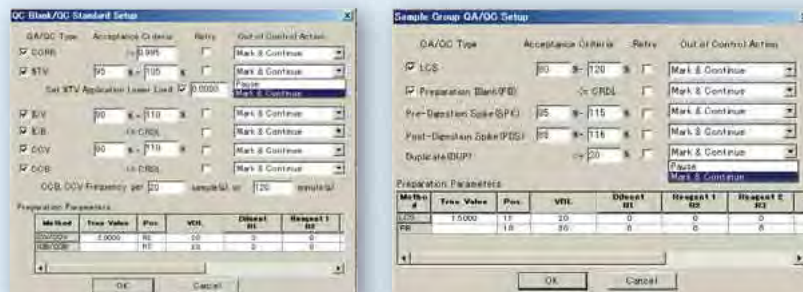 QC Blank/QC Standard Setup
QA/QC Type Acceptance Criteria Retry Out of Control Action
CORR >= 0.995 Mark & Continue
STV 95 % - 105 % Mark & Continue
Pause
Set STV Application Lower Limit 0.0000 Mark & Continue
ICV 90 % - 110 % Mark & Continue
ICB <= CRDL Mark & Continue
CCV 90 % - 110 % Mark & Continue
CCB <= CRDL Mark & Continue
CCB, CCV Frequency per 20 sample(s) or 120 minute(s)
Preparation Parameters
Method True Value Pos. VOL Diluent R1 Reagent 1 R2
ICV/CCV 2.0000 0 0
ICB/CCB 0 0
OK Cancel
Sample Group QA/QC Setup
QA/QC Type Acceptance Criteria Retry Out of Control Action
LCS 80 % - 120 % Mark & Continue
Preparation Blank(PB) <= CRDL Mark & Continue
Pre-Digestion Spike(SPK) 85 % - 115 % Mark & Continue
Post-Digestion Spike(PDS) 85 % - 115 % Mark & Continue
Duplicate(DUP) <= 20 % Mark & Continue
Pause
Mark & Continue
Preparation Parameters
Method True Value Pos. VOL Diluent R1 Reagent 1 R2 Reagent 2 R3
LCS 1.5000 20 0 0 0
PB 0 0 0
OK Cancel